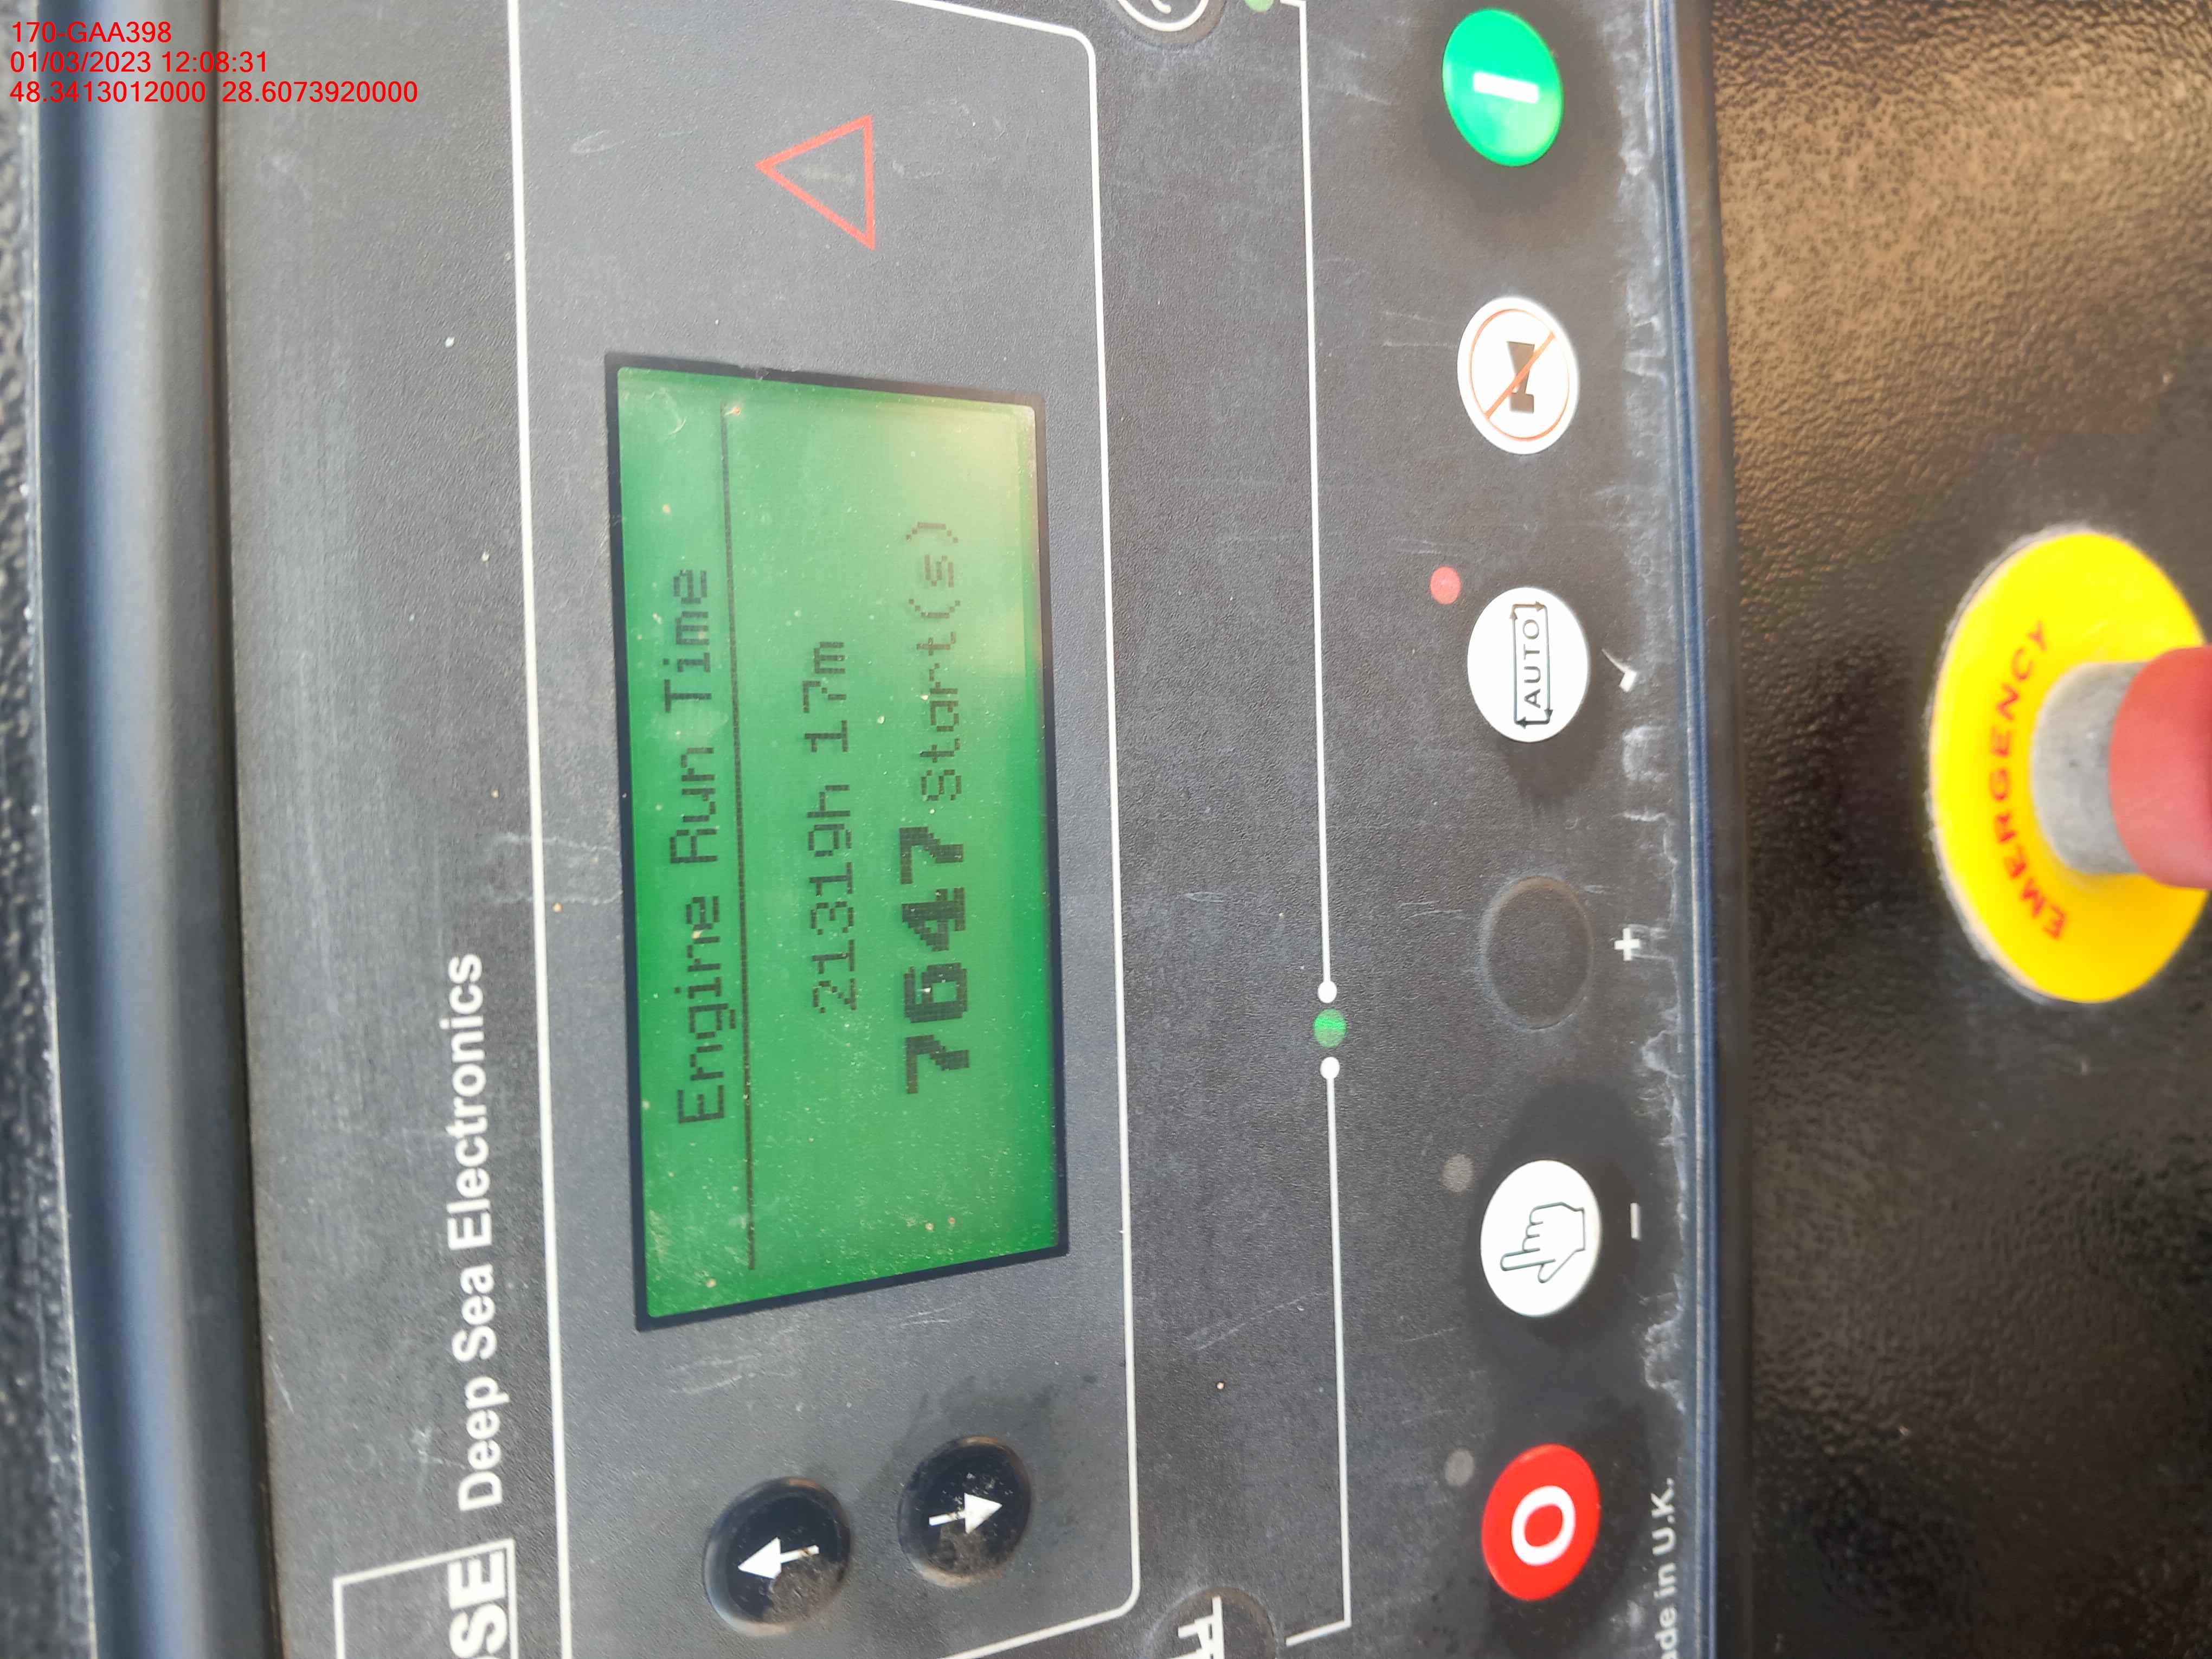 170-GAA398
01/03/2023 12:08:31
48.3413012000 28.6073920000
DSE Deep Sea Electronics
Engine Run Time
21319h 17m
7647 Start(s)
AUTO
+
-
EMERGENCY